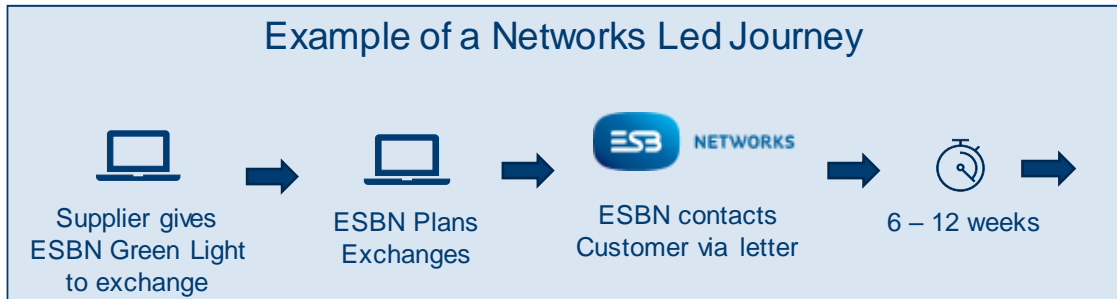 Example of a Networks Led Journey
ESB NETWORKS
Supplier gives
ESBN Green Light
to exchange
ESBN Plans
Exchanges
ESBN contacts
Customer via letter
6 – 12 weeks